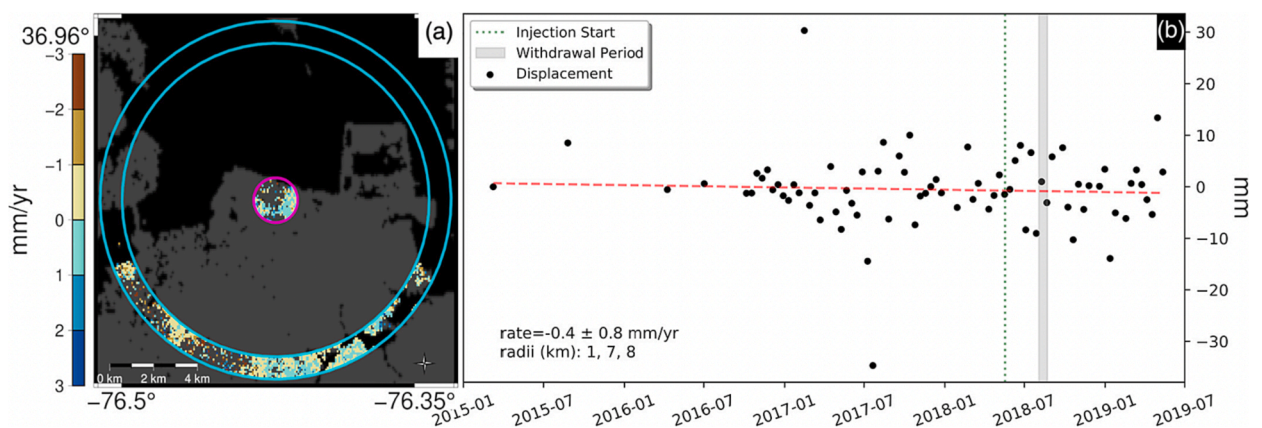 36.96°
(a)
−3
−2
−1
0
1
2
3
mm/yr
0 km 2 km 4 km
−76.5°
−76.35°
(b)
Injection Start
Withdrawal Period
Displacement
rate=-0.4 ± 0.8 mm/yr
radii (km): 1, 7, 8
30
20
10
0
−10
−20
−30
mm
2015-01
2015-07
2016-01
2016-07
2017-01
2017-07
2018-01
2018-07
2019-01
2019-07